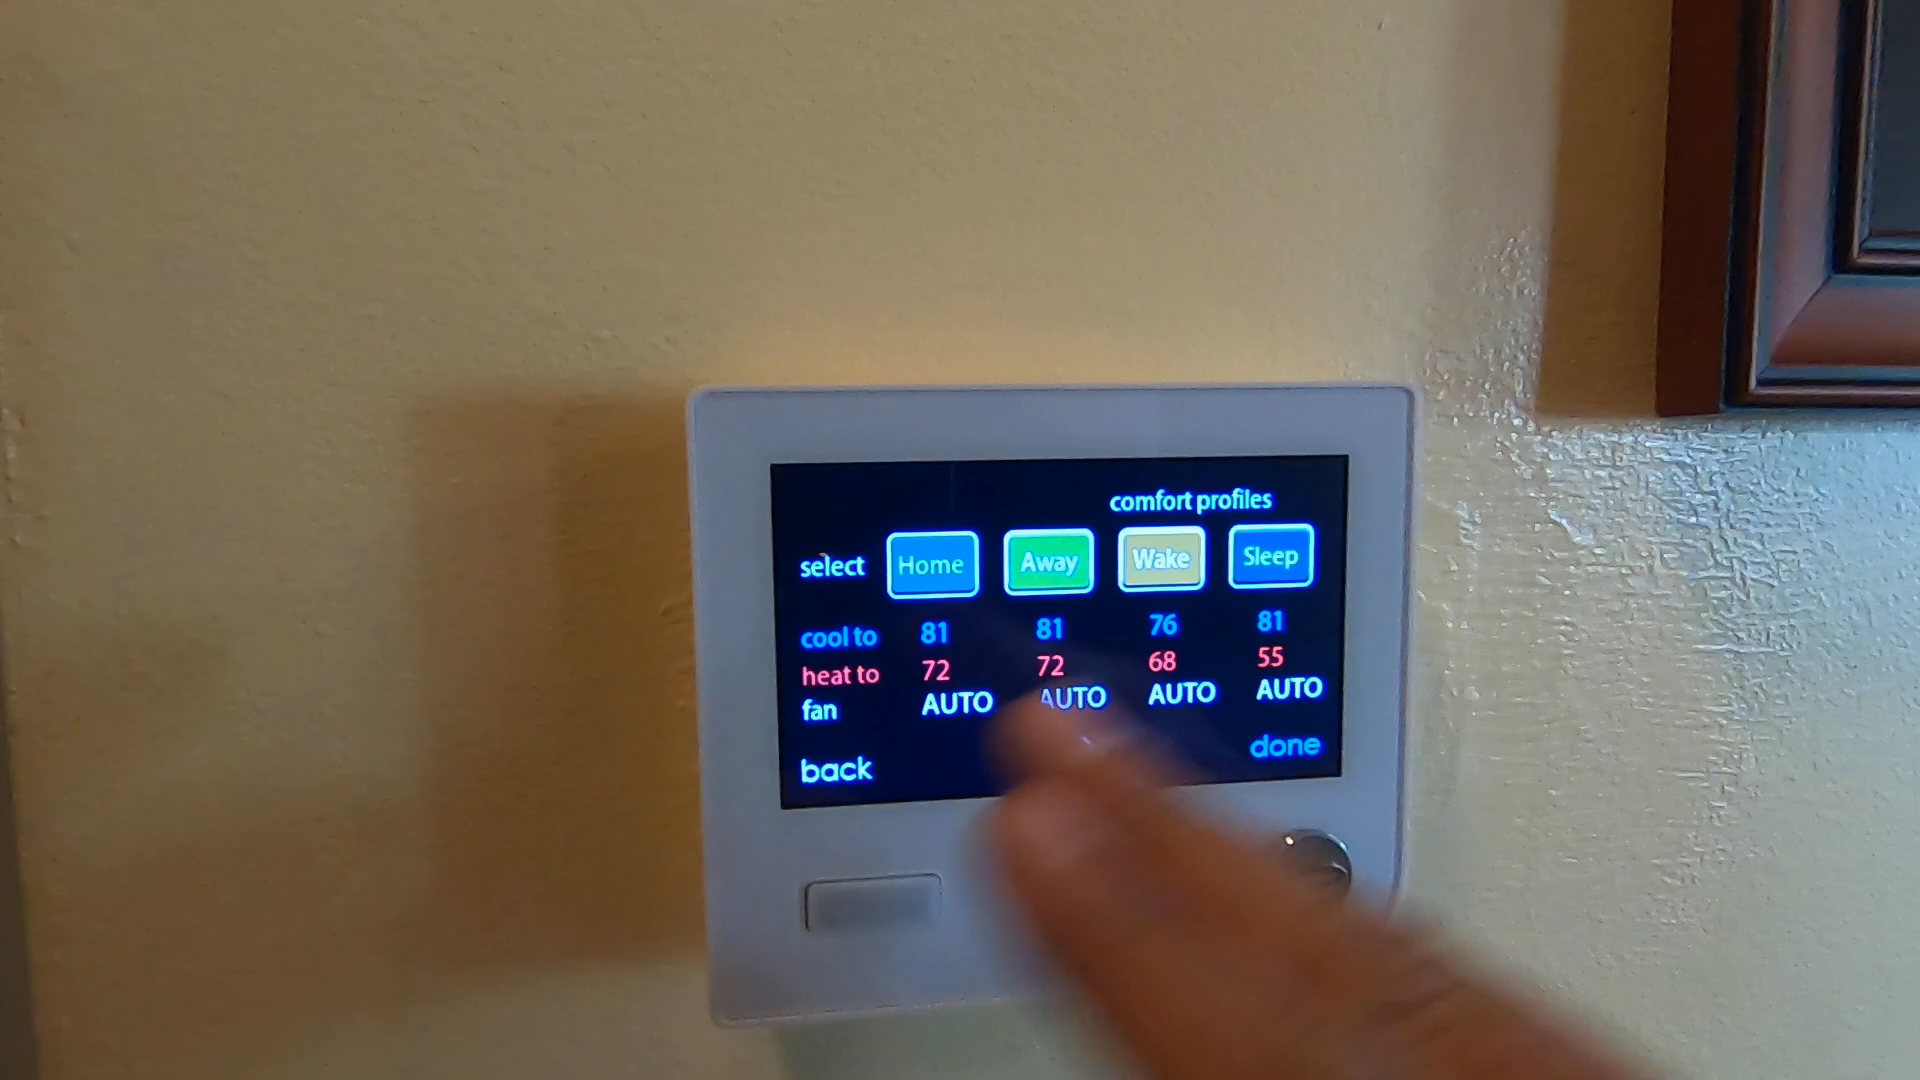 comfort profiles
select Home Away Wake Sleep
cool to 81 81 76 81
heat to 72 72 68 55
fan AUTO AUTO AUTO AUTO
back done